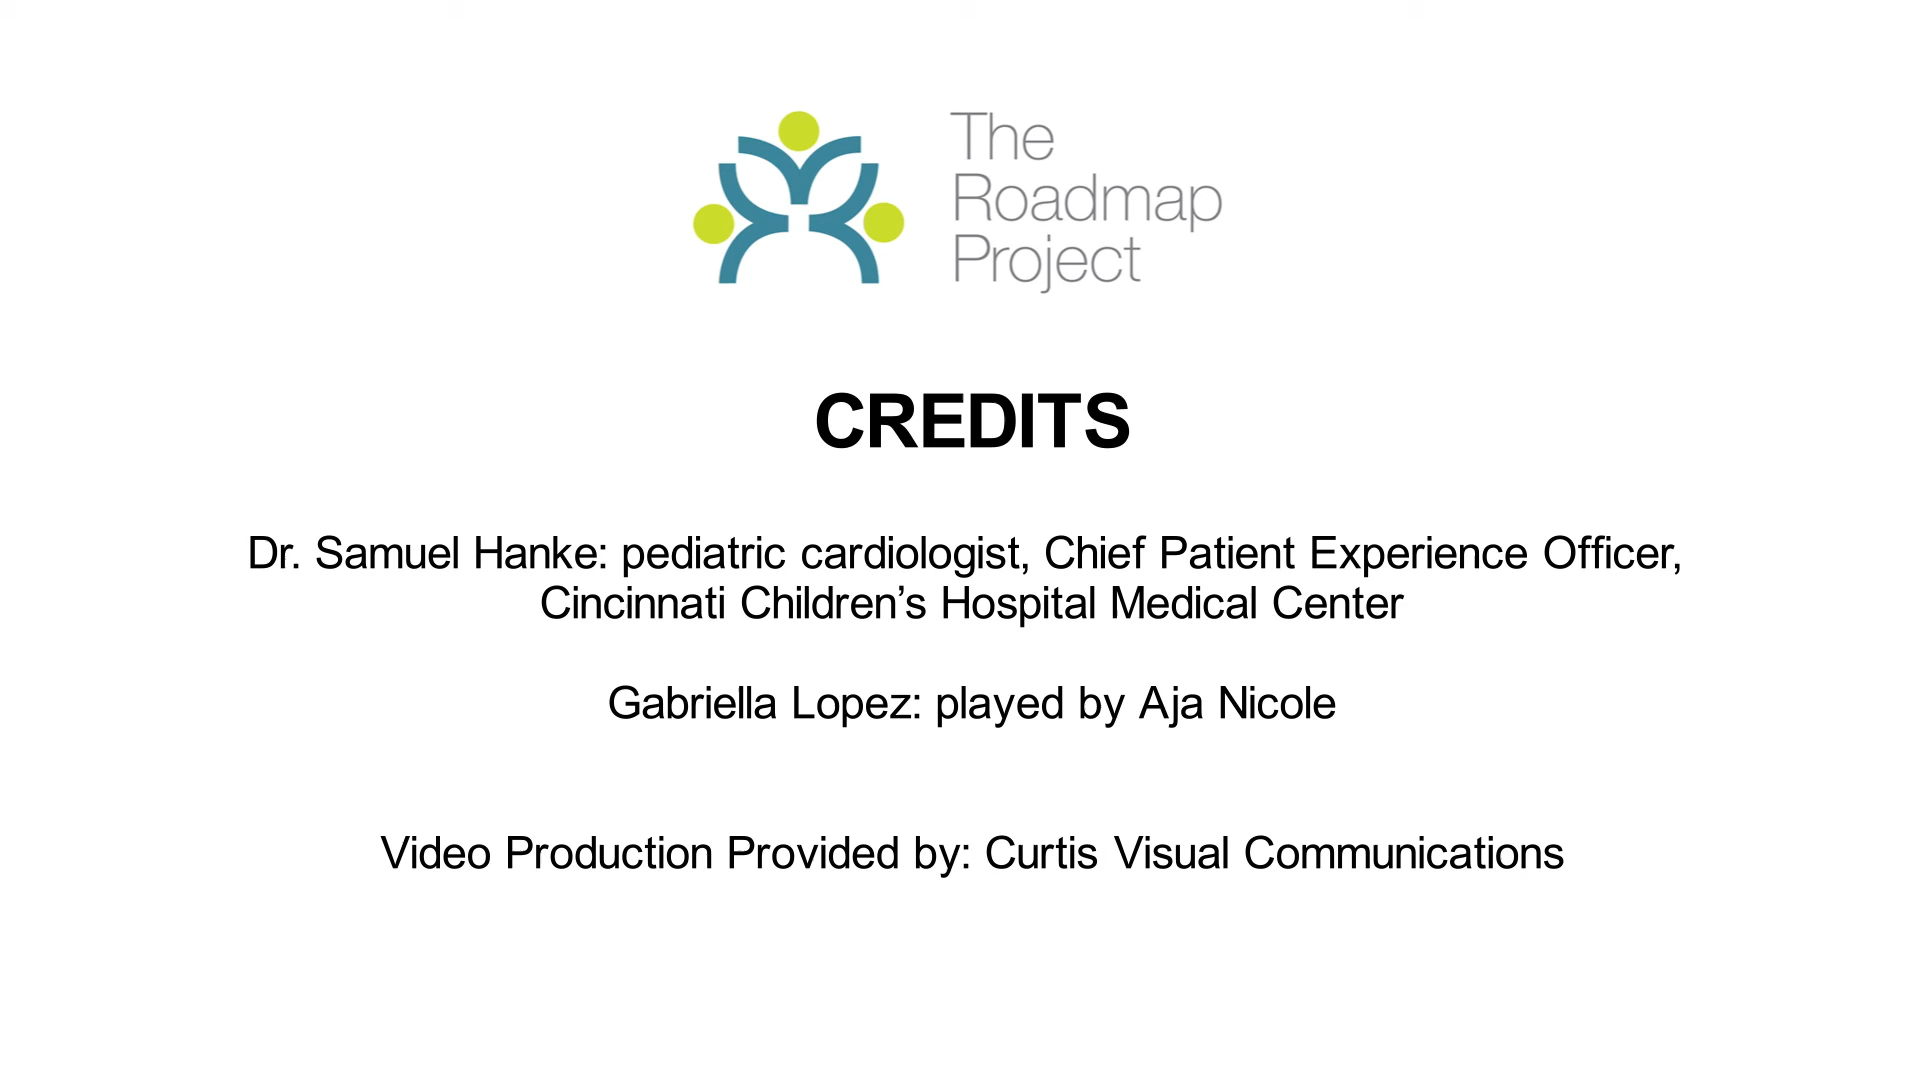 The
Roadmap
Project
CREDITS
Dr. Samuel Hanke: pediatric cardiologist, Chief Patient Experience Officer,
Cincinnati Children’s Hospital Medical Center
Gabriella Lopez: played by Aja Nicole
Video Production Provided by: Curtis Visual Communications